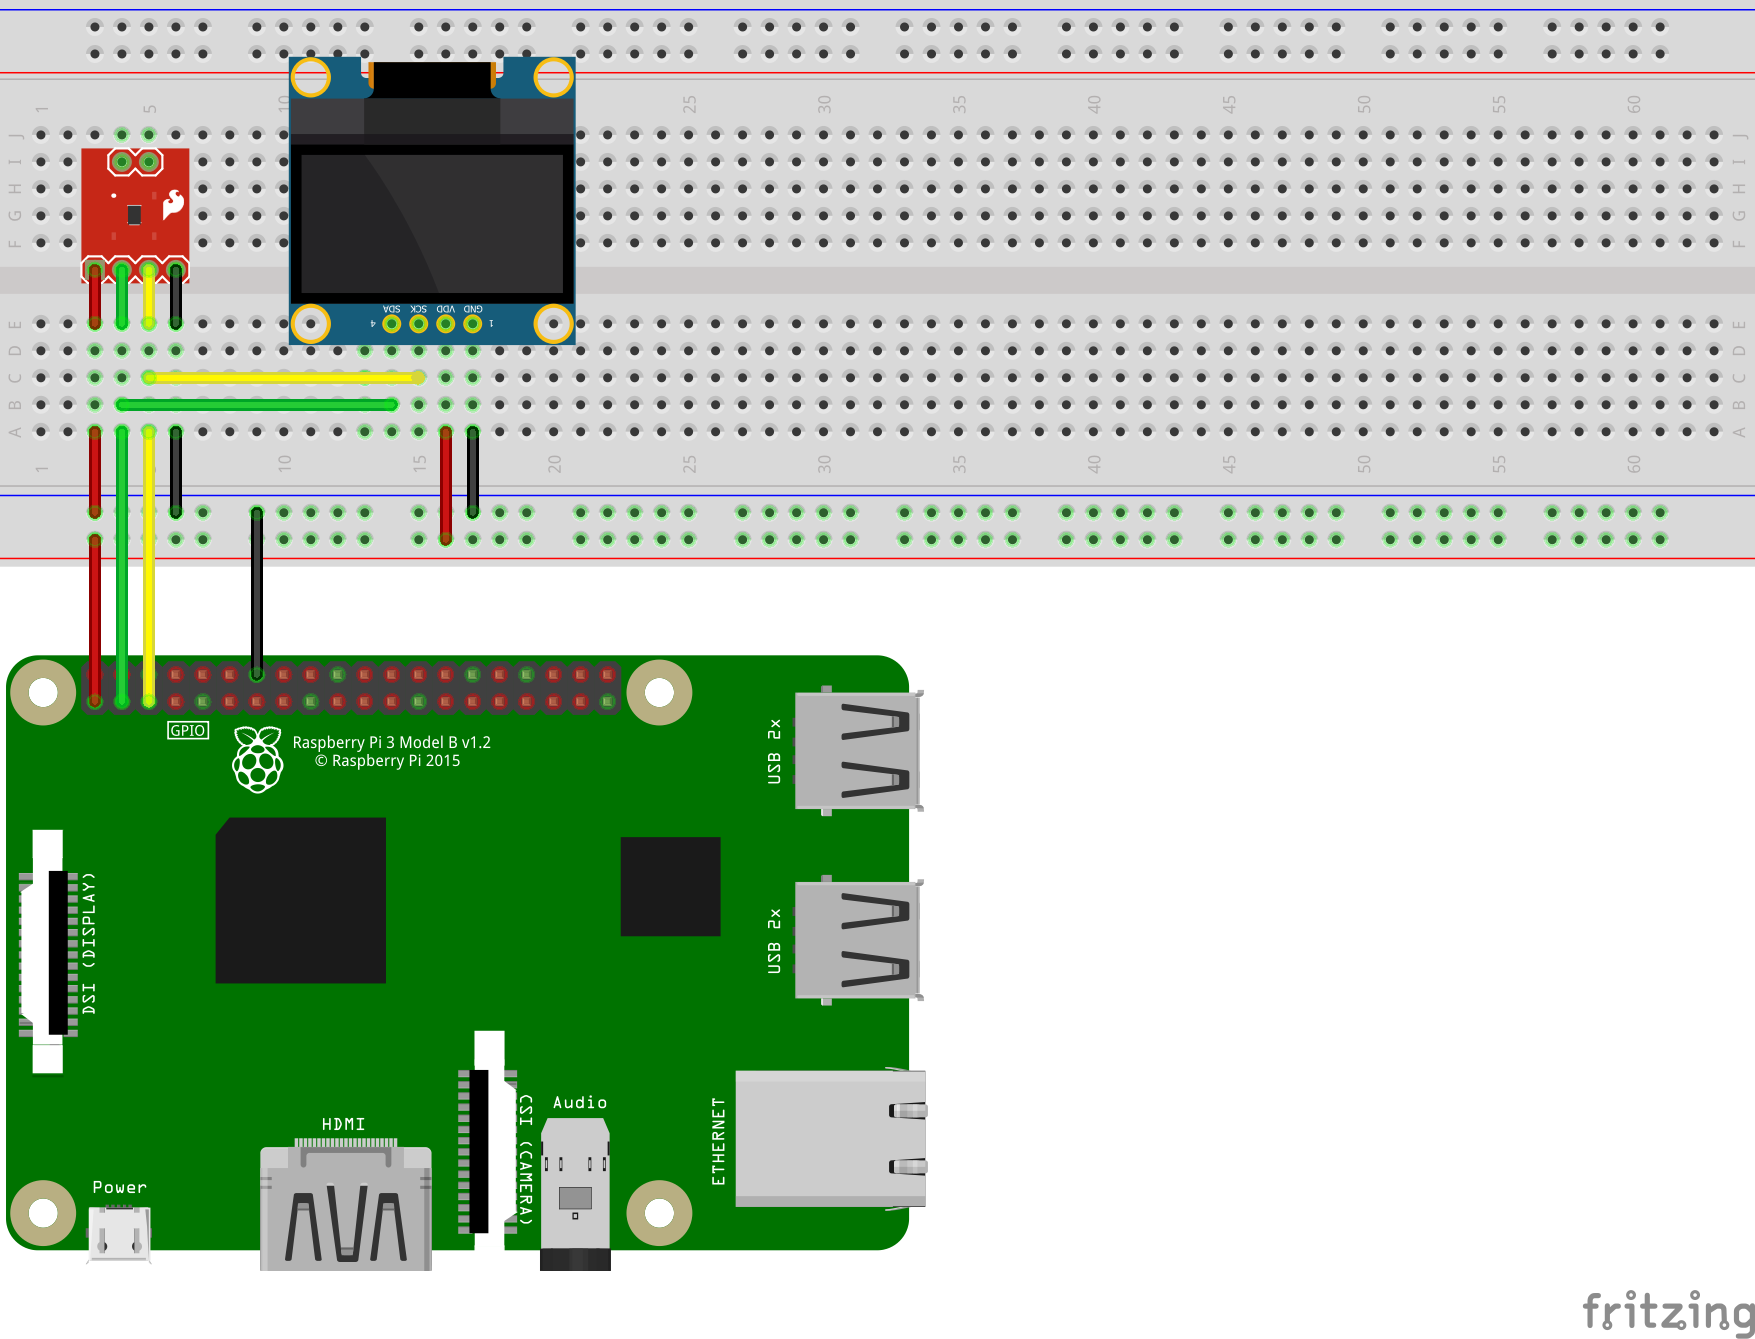 1 5 10 25 30 35 40 45 50 55 60
J J
I I
H H
G G
F F
SDA SCK VDD GND
4 1
E E
D D
C C
B B
A A
1 10 15 20 25 30 35 40 45 50 55 60
GPIO
Raspberry Pi 3 Model B v1.2
© Raspberry Pi 2015
USB 2x
USB 2x
DSI (DISPLAY)
CSI (CAMERA)
Audio
ETHERNET
HDMI
Power
fritzing